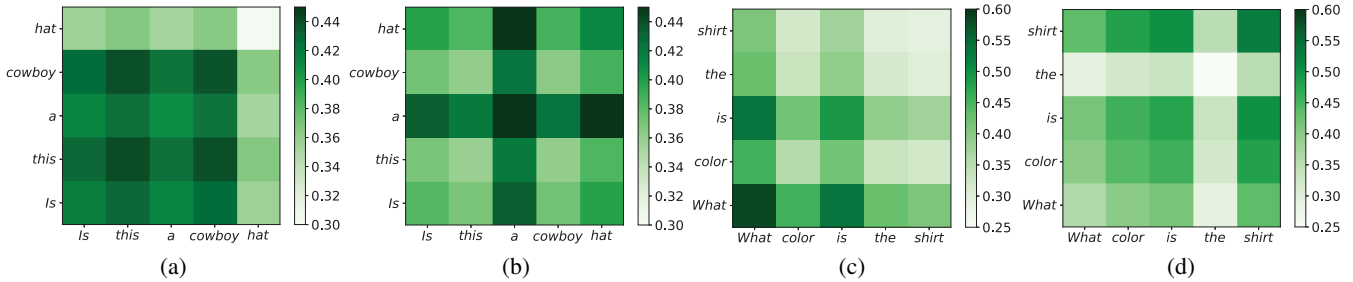 hat
cowboy
a
this
Is
Is this a cowboy hat
0.44
0.42
0.40
0.38
0.36
0.34
0.32
0.30
(a)
hat
cowboy
a
this
Is
Is this a cowboy hat
0.44
0.42
0.40
0.38
0.36
0.34
0.32
0.30
(b)
shirt
the
is
color
What
What color is the shirt
0.60
0.55
0.50
0.45
0.40
0.35
0.30
0.25
(c)
shirt
the
is
color
What
What color is the shirt
0.60
0.55
0.50
0.45
0.40
0.35
0.30
0.25
(d)